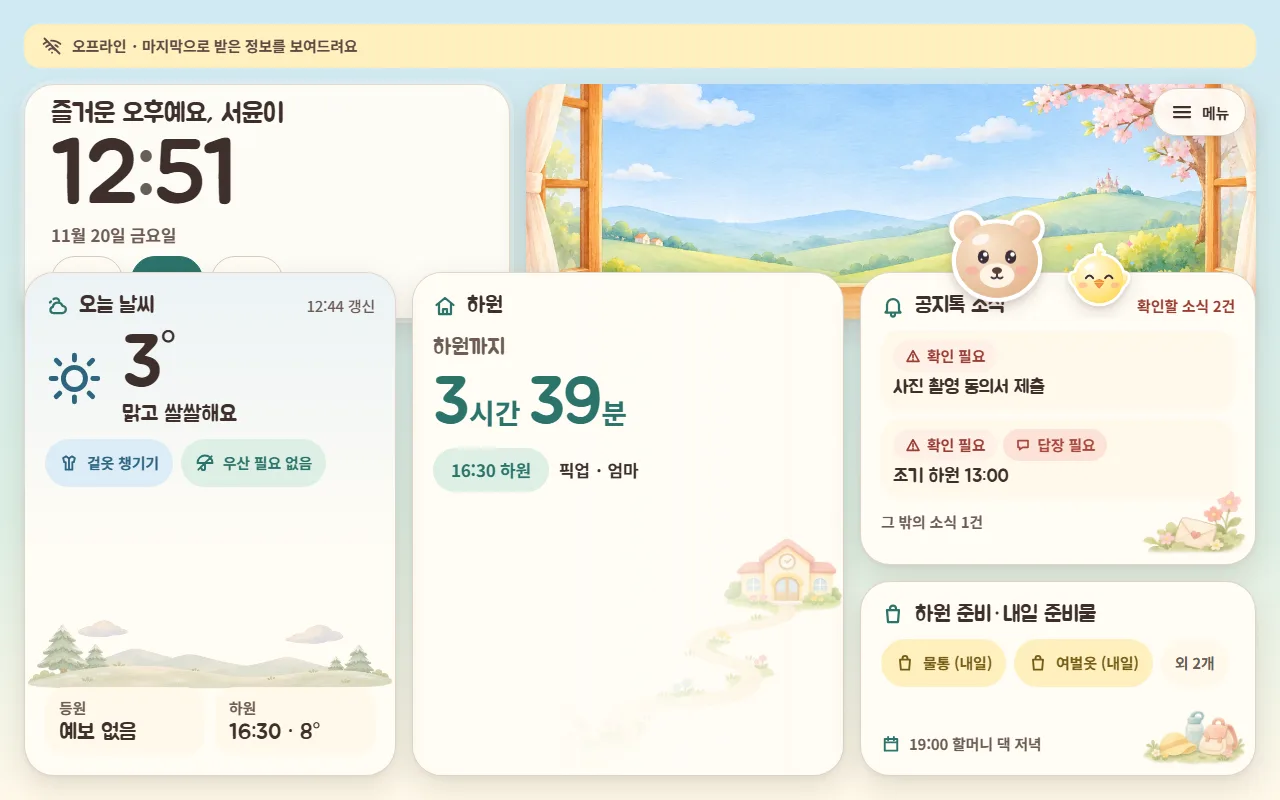 오프라인 · 마지막으로 받은 정보를 보여드려요
즐거운 오후예요, 서윤이
12:51
11월 20일 금요일
메뉴
오늘 날씨
12:44 갱신
3°
맑고 쌀쌀해요
겉옷 챙기기
우산 필요 없음
등원
예보 없음
하원
16:30 · 8°
하원
하원까지
3시간 39분
16:30 하원
픽업 · 엄마
공지톡 소식
확인할 소식 2건
확인 필요
사진 촬영 동의서 제출
확인 필요
답장 필요
조기 하원 13:00
그 밖의 소식 1건
하원 준비·내일 준비물
물통 (내일)
여벌옷 (내일)
외 2개
19:00 할머니 댁 저녁